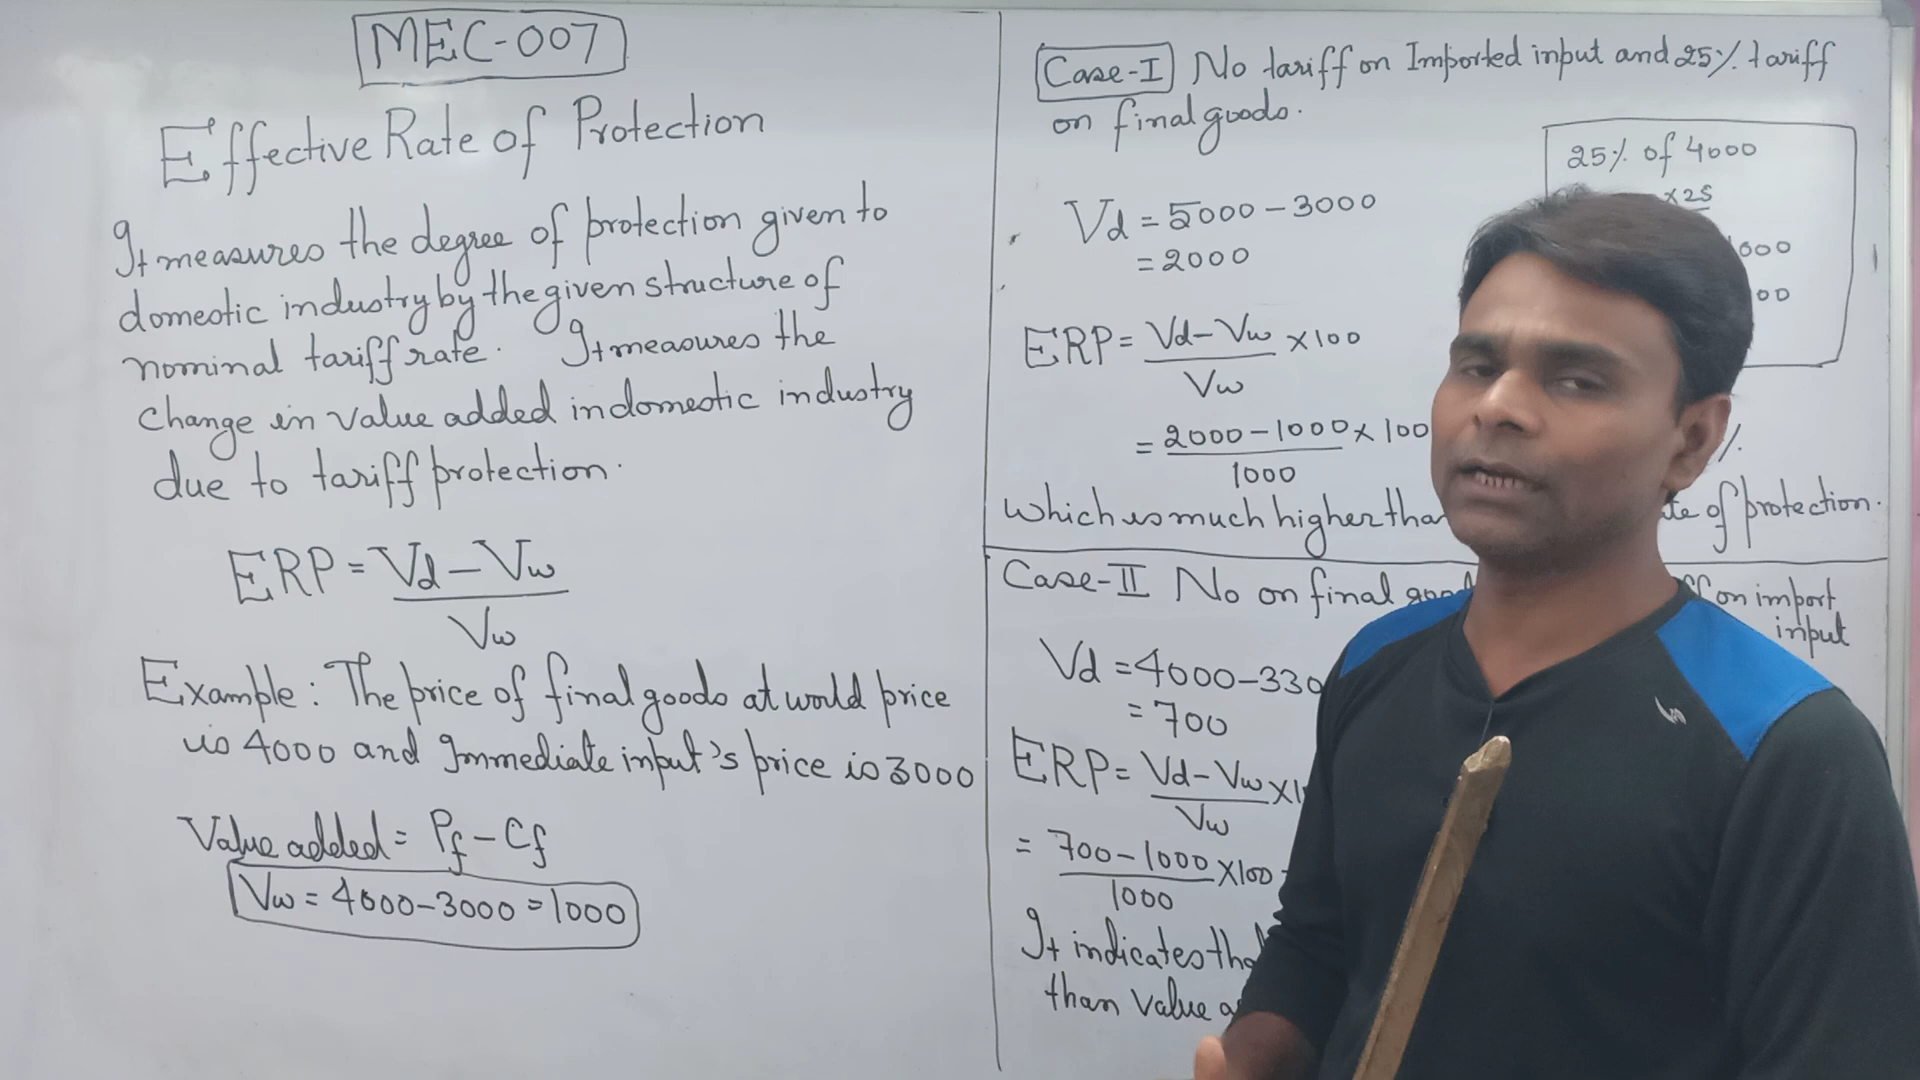 MEC-007
Effective Rate of Protection
It measures the degree of protection given to
domestic industry by the given structure of
nominal tariff rate. It measures the
change in value added in domestic industry
due to tariff protection.
ERP = Vd - Vw
Vw
Example: The price of final goods at would price
is 4000 and Immediate input's price is 3000
Value added = Pf - Cf
Vw = 4000 - 3000 = 1000
Case-I No tariff on Imported input and 25% tariff
on final goods.
25% of 4000
×25
Vd = 5000 - 3000
= 2000
ERP = Vd - Vw × 100
Vw
= 2000 - 1000 × 100 %
1000
which is much higher than of protection.
Case-II No on final on import
input
Vd = 4000 - 330
= 700
ERP = Vd - Vw ×
Vw
= 700 - 1000 × 100
1000
It indicates
than Value